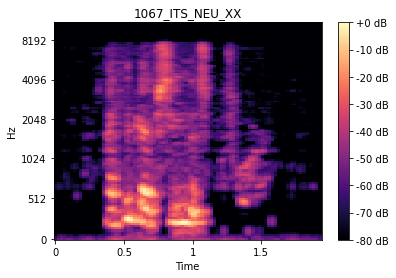 1067_ITS_NEU_XX
+0 dB
8192
-10 dB
4096
-20 dB
-30 dB
2048
-40 dB
Hz
1024
-50 dB
512
-60 dB
-70 dB
0
-80 dB
0
0.5
1
1.5
Time